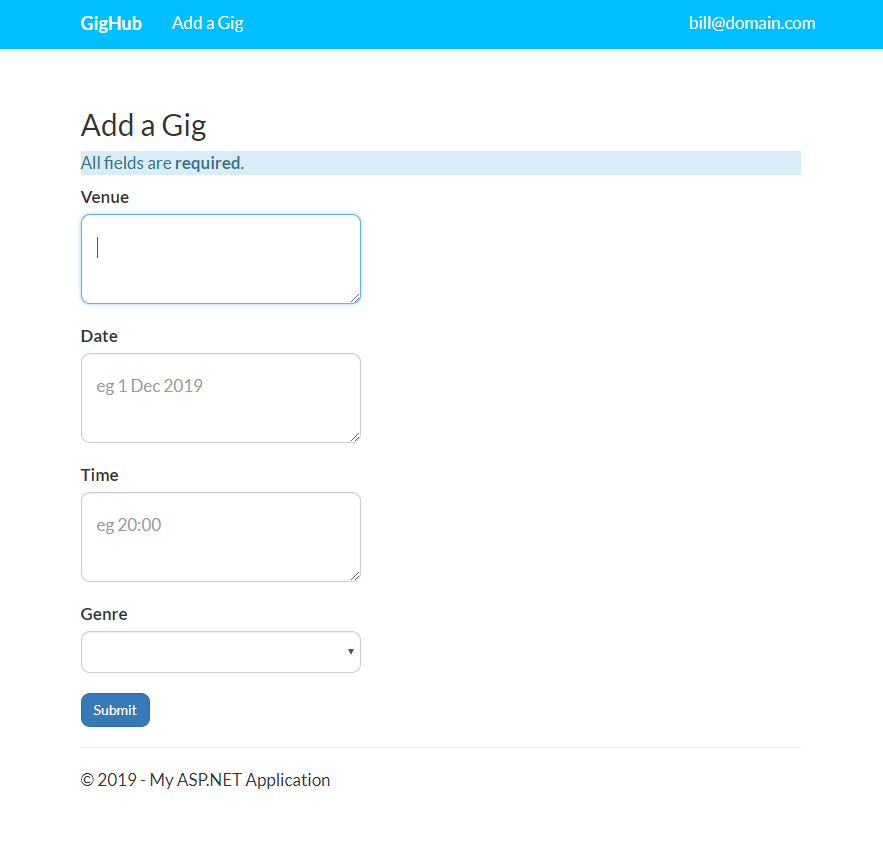 GigHub Add a Gig bill@domain.com
Add a Gig
All fields are required.
Venue
Date
eg 1 Dec 2019
Time
eg 20:00
Genre
Submit
© 2019 - My ASP.NET Application